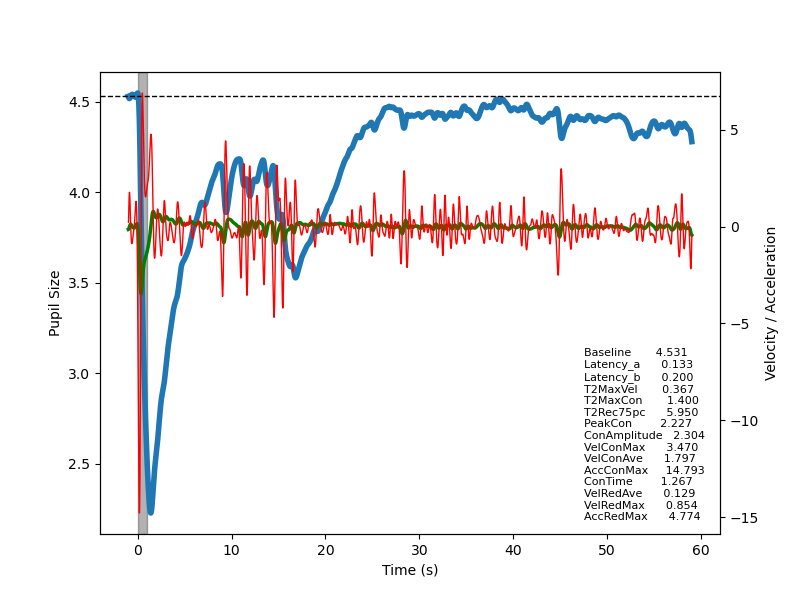 4.5
4.0
3.5
3.0
2.5
Pupil Size
5
0
−5
−10
−15
Velocity / Acceleration
Baseline 4.531
Latency_a 0.133
Latency_b 0.200
T2MaxVel 0.367
T2MaxCon 1.400
T2Rec75pc 5.950
PeakCon 2.227
ConAmplitude 2.304
VelConMax 3.470
VelConAve 1.797
AccConMax 14.793
ConTime 1.267
VelRedAve 0.129
VelRedMax 0.854
AccRedMax 4.774
0 10 20 30 40 50 60
Time (s)